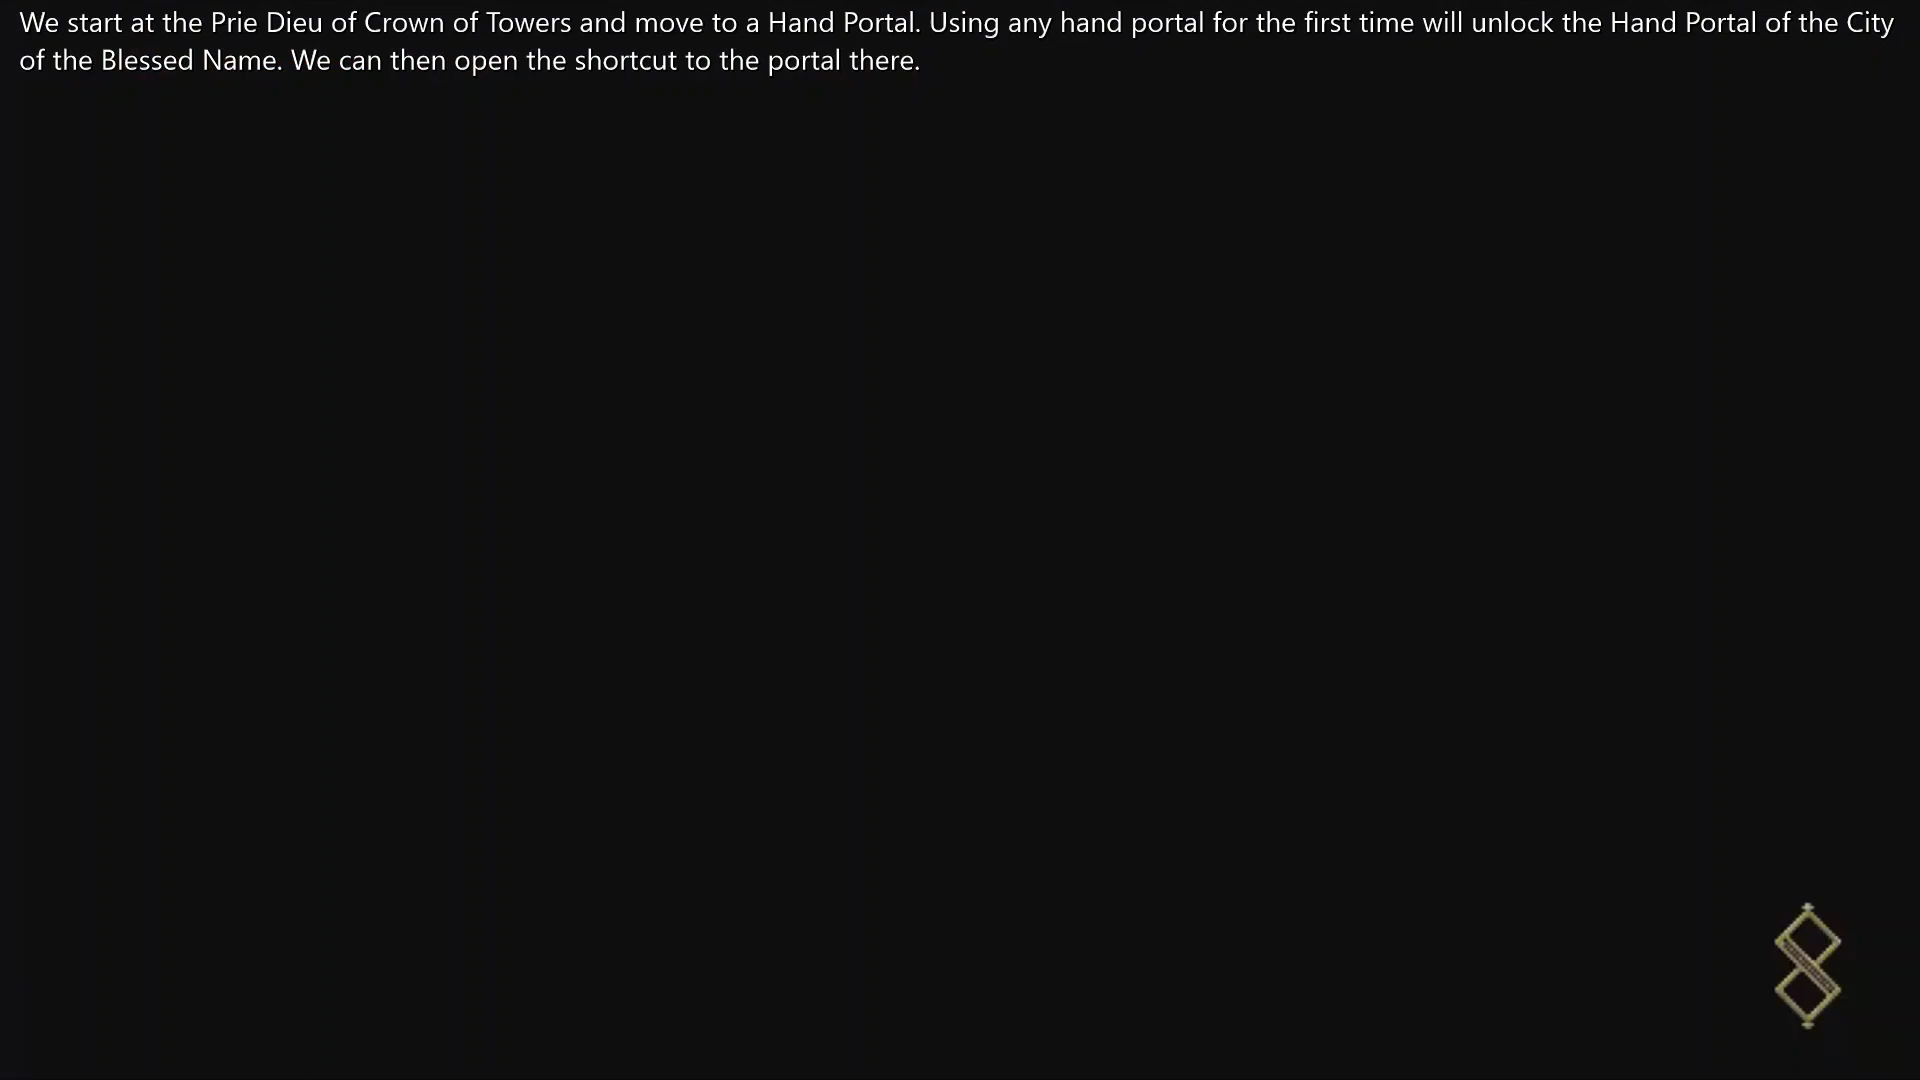 We start at the Prie Dieu of Crown of Towers and move to a Hand Portal. Using any hand portal for the first time will unlock the Hand Portal of the City
of the Blessed Name. We can then open the shortcut to the portal there.